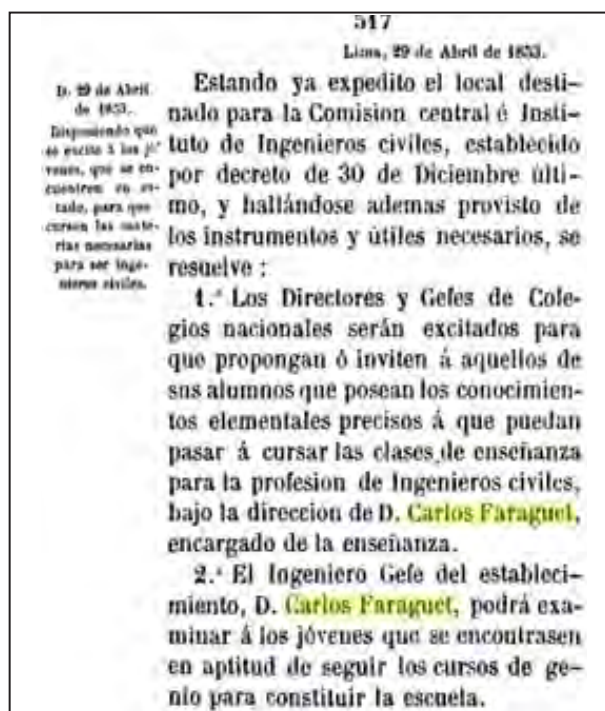 517
Lima, 29 de Abril de 1853.
D. 29 de Abril
de 1853.
Disponiendo que
se excite á los jó-
venes, que se en-
cuentren en es-
tado, para que
cursen las mate-
rias necesarias
para ser inge-
nieros civiles.
Estando ya expedito el local desti-
nado para la Comision central é Insti-
tuto de Ingenieros civiles, establecido
por decreto de 30 de Diciembre últi-
mo, y hallándose ademas provisto de
los instrumentos y útiles necesarios, se
resuelve :
1.° Los Directores y Gefes de Cole-
gios nacionales serán excitados para
que propongan ó inviten á aquellos de
sus alumnos que posean los conocimien-
tos elementales precisos á que puedan
pasar á cursar las clases de enseñanza
para la profesion de Ingenieros civiles,
bajo la direccion de D. Carlos Faraguet,
encargado de la enseñanza.
2.° El Ingeniero Gefe del estableci-
miento, D. Carlos Faraguet, podrá exa-
minar á los jóvenes que se encontrasen
en aptitud de seguir los cursos de ge-
nio para constituir la escuela.